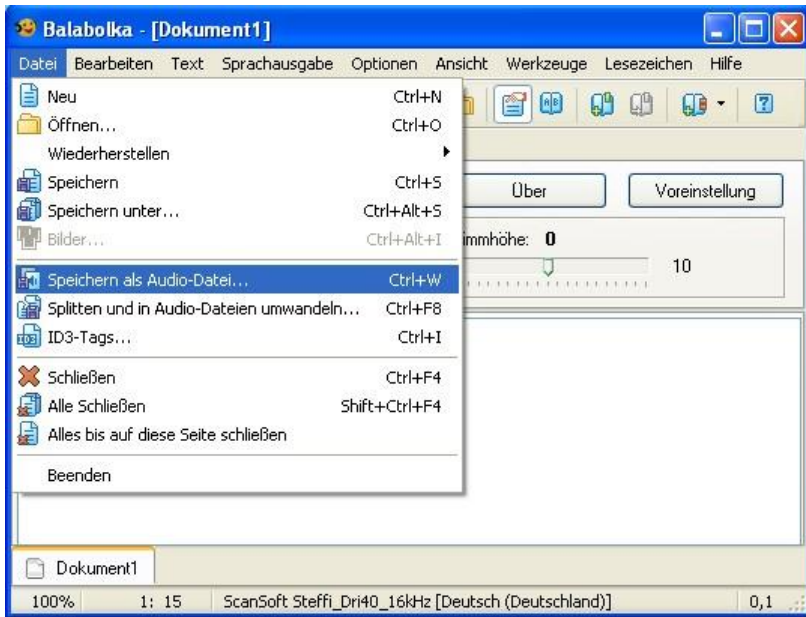 Balabolka - [Dokument1]
Datei Bearbeiten Text Sprachausgabe Optionen Ansicht Werkzeuge Lesezeichen Hilfe
Neu Ctrl+N
Öffnen... Ctrl+O
Wiederherstellen
Speichern Ctrl+S
Speichern unter... Ctrl+Alt+S
Bilder... Ctrl+Alt+I
Speichern als Audio-Datei... Ctrl+W
Splitten und in Audio-Dateien umwandeln... Ctrl+F8
ID3-Tags... Ctrl+I
Schließen Ctrl+F4
Alle Schließen Shift+Ctrl+F4
Alles bis auf diese Seite schließen
Beenden
Über Voreinstellung
immhöhe: 0
10
Dokument1
100% 1: 15 ScanSoft Steffi_Dri40_16kHz [Deutsch (Deutschland)] 0,1